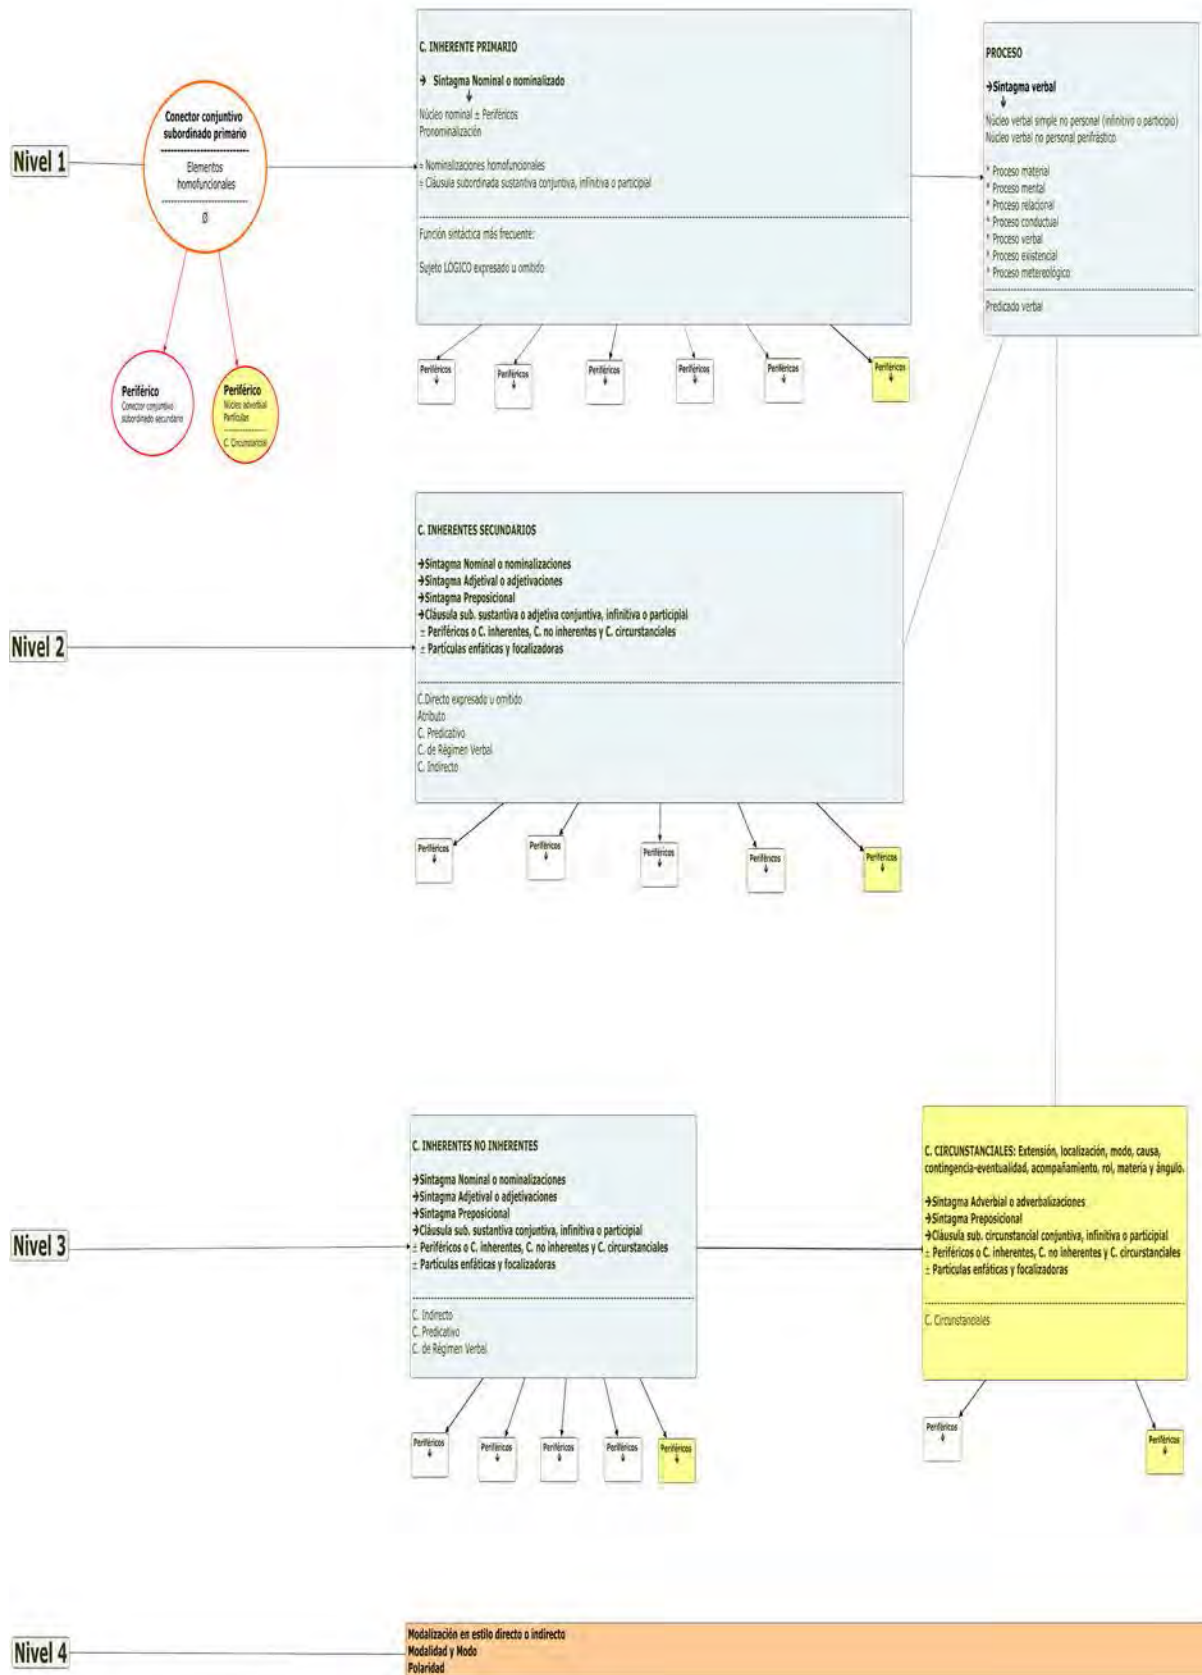 Nivel 1
Conector conjuntivo
subordinado primario
Elementos
homofuncionales
Ø
Periférico
Conector conjuntivo
subordinado secundario
Periférico
Núcleo adverbial
Partículas
C. Circunstancial
C. INHERENTE PRIMARIO
→ Sintagma Nominal o nominalizado
↓
Núcleo nominal ± Periféricos
Pronominalización
± Nominalizaciones homofuncionales
± Cláusula subordinada sustantiva conjuntiva, infinitiva o participial
Función sintáctica más frecuente:
Sujeto LÓGICO expresado u omitido
Periféricos
↓
Periféricos
↓
Periféricos
↓
Periféricos
↓
Periféricos
↓
Periféricos
↓
PROCESO
→Sintagma verbal
↓
Núcleo verbal simple no personal (infinitivo o participio)
Núcleo verbal no personal perifrástico
* Proceso material
* Proceso mental
* Proceso relacional
* Proceso conductual
* Proceso verbal
* Proceso existencial
* Proceso metereológico
Predicado verbal
Nivel 2
C. INHERENTES SECUNDARIOS
→Sintagma Nominal o nominalizaciones
→Sintagma Adjetival o adjetivaciones
→Sintagma Preposicional
→Cláusula sub. sustantiva o adjetiva conjuntiva, infinitiva o participial
± Periféricos o C. inherentes, C. no inherentes y C. circurstanciales
± Partículas enfáticas y focalizadoras
C.Directo expresado u omitido
Atributo
C. Predicativo
C. de Régimen Verbal
C. Indirecto
Periféricos
↓
Periféricos
↓
Periféricos
↓
Periféricos
↓
Periféricos
↓
Nivel 3
C. INHERENTES NO INHERENTES
→Sintagma Nominal o nominalizaciones
→Sintagma Adjetival o adjetivaciones
→Sintagma Preposicional
→Cláusula sub. sustantiva conjuntiva, infinitiva o participial
± Periféricos o C. inherentes, C. no inherentes y C. circurstanciales
± Partículas enfáticas y focalizadoras
C. Indirecto
C. Predicativo
C. de Régimen Verbal
Periféricos
↓
Periféricos
↓
Periféricos
↓
Periféricos
↓
Periféricos
↓
C. CIRCUNSTANCIALES: Extensión, localización, modo, causa,
contingencia-eventualidad, acompañamiento, rol, materia y ángulo.
→Sintagma Adverbial o adverbalizaciones
→Sintagma Preposicional
→Cláusula sub. circunstancial conjuntiva, infinitiva o participial
± Periféricos o C. inherentes, C. no inherentes y C. circurstanciales
± Partículas enfáticas y focalizadoras
C. Circunstanciales
Periféricos
↓
Periféricos
↓
Nivel 4
Modalización en estilo directo o indirecto
Modalidad y Modo
Polaridad